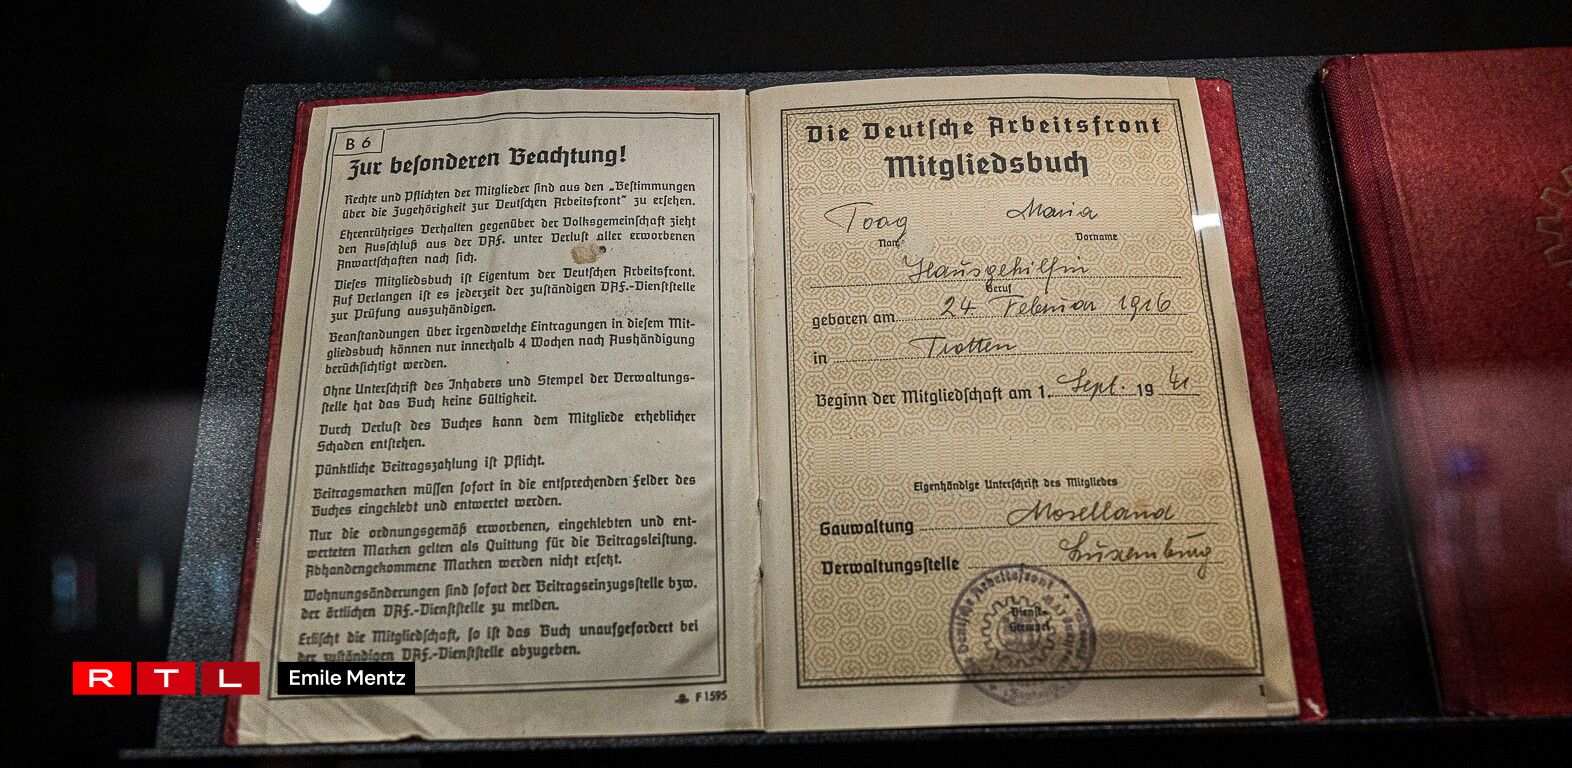 B 6
Zur besonderen Beachtung!
Rechte und Pflichten der Mitglieder sind aus den „Bestimmungen
über die Zugehörigkeit zur Deutschen Arbeitsfront" zu ersehen.
Ehrenrühriges Verhalten gegenüber der Volksgemeinschaft zieht
den Ausschluß aus der DAF. unter Verlust aller erworbenen
Anwartschaften nach sich.
Dieses Mitgliedsbuch ist Eigentum der Deutschen Arbeitsfront.
Auf Verlangen ist es jederzeit der zuständigen DAF.-Dienststelle
zur Prüfung auszuhändigen.
Beanstandungen über irgendwelche Eintragungen in diesem Mit-
gliedsbuch können nur innerhalb 4 Wochen nach Aushändigung
berücksichtigt werden.
Ohne Unterschrift des Inhabers und Stempel der Verwaltungs-
stelle hat das Buch keine Gültigkeit.
Durch Verlust des Buches kann dem Mitgliede erheblicher
Schaden entstehen.
Pünktliche Beitragszahlung ist Pflicht.
Beitragsmarken müssen sofort in die entsprechenden Felder des
Buches eingeklebt und entwertet werden.
Nur die ordnungsgemäß erworbenen, eingeklebten und ent-
werteten Marken gelten als Quittung für die Beitragsleistung.
Abhandengekommene Marken werden nicht ersetzt.
Wohnungsänderungen sind sofort der Beitragseinzugsstelle bzw.
der örtlichen DAF.-Dienststelle zu melden.
Erlischt die Mitgliedschaft, so ist das Buch unaufgefordert bei
der zuständigen DAF.-Dienststelle abzugeben.
F 1595
Die Deutsche Arbeitsfront
Mitgliedsbuch
Toag Maria
Name Vorname
Hausgehilfin
Beruf
geboren am 24 Februar 1916
in Trotten
Beginn der Mitgliedschaft am 1. Sept. 19 41
Eigenhändige Unterschrift des Mitgliedes
Gauwaltung Moselland
Verwaltungsstelle Luxemburg
Die Deutsche Arbeitsfront
Dienst-
Stempel
1
RTL Emile Mentz